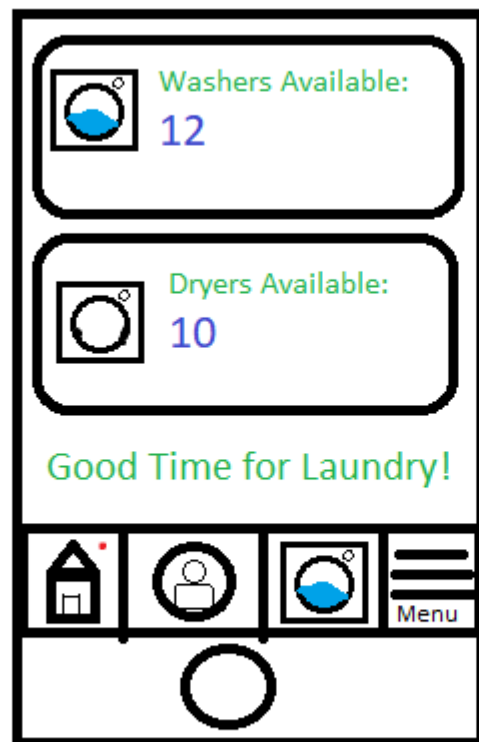 Washers Available:
12
Dryers Available:
10
Good Time for Laundry!
Menu